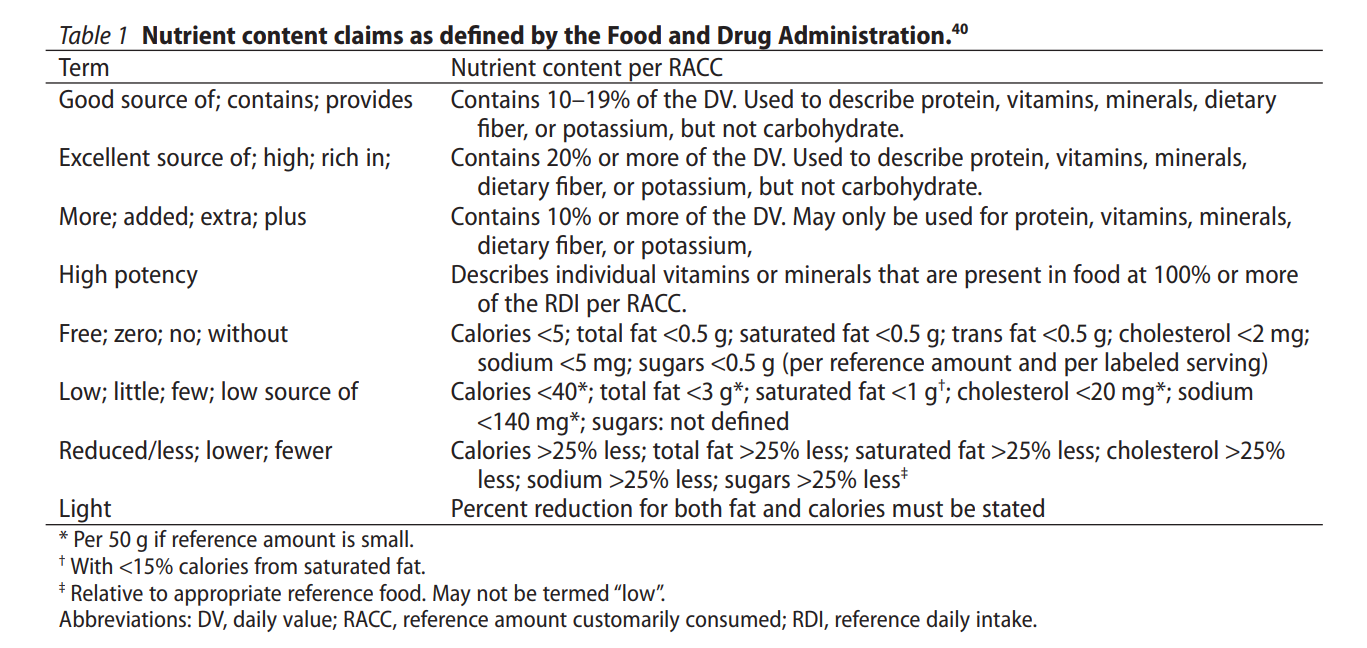 Table 1 Nutrient content claims as defined by the Food and Drug Administration.40
Term Nutrient content per RACC
Good source of; contains; provides Contains 10–19% of the DV. Used to describe protein, vitamins, minerals, dietary
fiber, or potassium, but not carbohydrate.
Excellent source of; high; rich in; Contains 20% or more of the DV. Used to describe protein, vitamins, minerals,
dietary fiber, or potassium, but not carbohydrate.
More; added; extra; plus Contains 10% or more of the DV. May only be used for protein, vitamins, minerals,
dietary fiber, or potassium,
High potency Describes individual vitamins or minerals that are present in food at 100% or more
of the RDI per RACC.
Free; zero; no; without Calories <5; total fat <0.5 g; saturated fat <0.5 g; trans fat <0.5 g; cholesterol <2 mg;
sodium <5 mg; sugars <0.5 g (per reference amount and per labeled serving)
Low; little; few; low source of Calories <40*; total fat <3 g*; saturated fat <1 g†; cholesterol <20 mg*; sodium
<140 mg*; sugars: not defined
Reduced/less; lower; fewer Calories >25% less; total fat >25% less; saturated fat >25% less; cholesterol >25%
less; sodium >25% less; sugars >25% less‡
Light Percent reduction for both fat and calories must be stated
* Per 50 g if reference amount is small.
† With <15% calories from saturated fat.
‡ Relative to appropriate reference food. May not be termed “low”.
Abbreviations: DV, daily value; RACC, reference amount customarily consumed; RDI, reference daily intake.